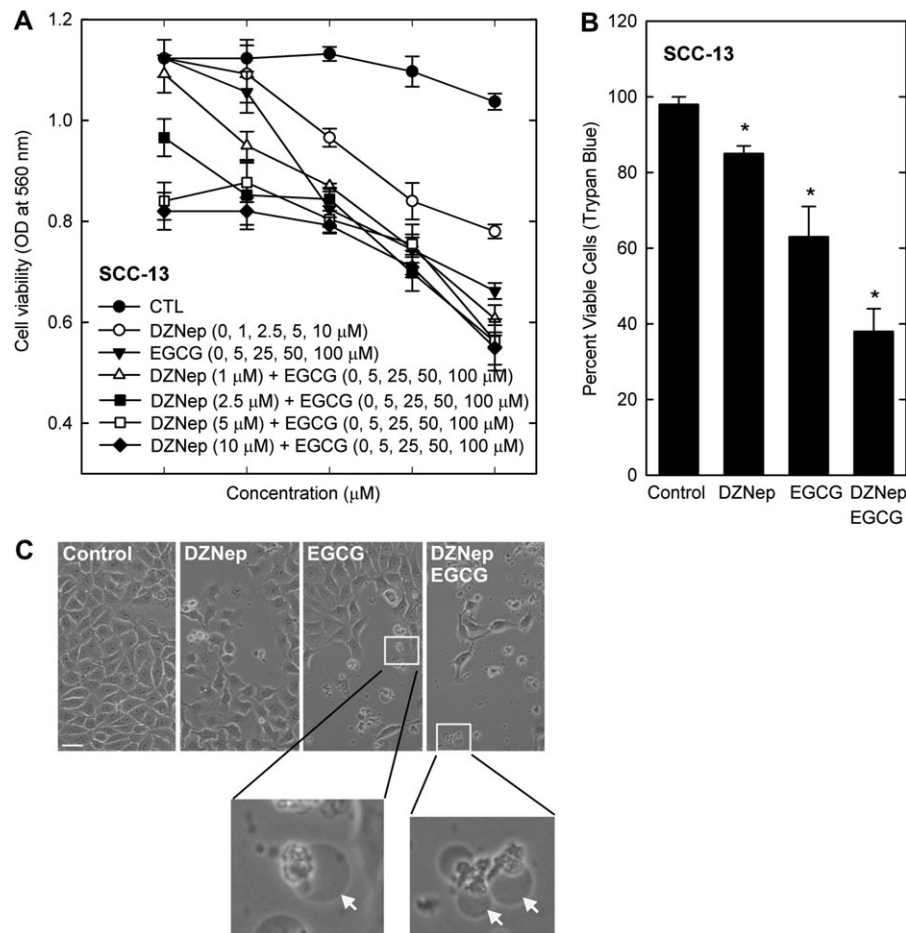 A
Cell viability (OD at 560 nm)
1.2
1.0
0.8
0.6
0.4
SCC-13
CTL
DZNep (0, 1, 2.5, 5, 10 μM)
EGCG (0, 5, 25, 50, 100 μM)
DZNep (1 μM) + EGCG (0, 5, 25, 50, 100 μM)
DZNep (2.5 μM) + EGCG (0, 5, 25, 50, 100 μM)
DZNep (5 μM) + EGCG (0, 5, 25, 50, 100 μM)
DZNep (10 μM) + EGCG (0, 5, 25, 50, 100 μM)
Concentration (μM)
B
Percent Viable Cells (Trypan Blue)
120
100
80
60
40
20
0
SCC-13
*
*
*
Control
DZNep
EGCG
DZNep
EGCG
C
Control
DZNep
EGCG
DZNep
EGCG